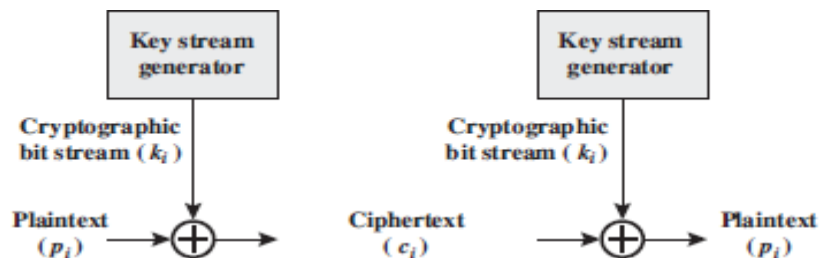 Key stream
generator
Key stream
generator
Cryptographic
bit stream ( kᵢ )
Cryptographic
bit stream ( kᵢ )
Plaintext
( pᵢ )
Ciphertext
( cᵢ )
Plaintext
( pᵢ )